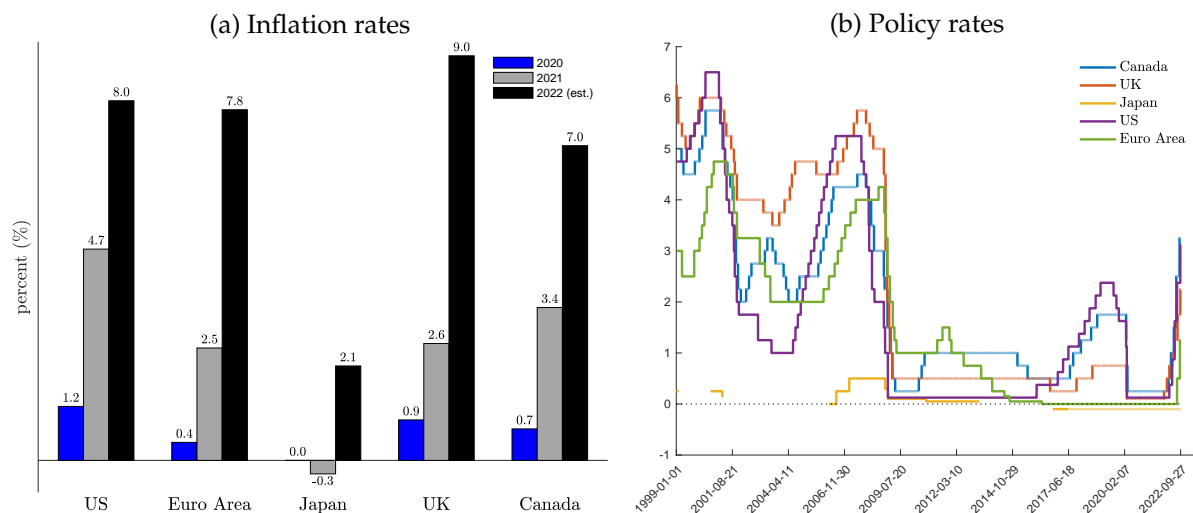 (a) Inflation rates
percent (%)
2020
2021
2022 (est.)
1.2
4.7
8.0
0.4
2.5
7.8
0.0
-0.3
2.1
0.9
2.6
9.0
0.7
3.4
7.0
US
Euro Area
Japan
UK
Canada
(b) Policy rates
7
6
5
4
3
2
1
0
-1
Canada
UK
Japan
US
Euro Area
1999-01-01
2001-08-21
2004-04-11
2006-11-30
2009-07-20
2012-03-10
2014-10-29
2017-06-18
2020-02-07
2022-09-27